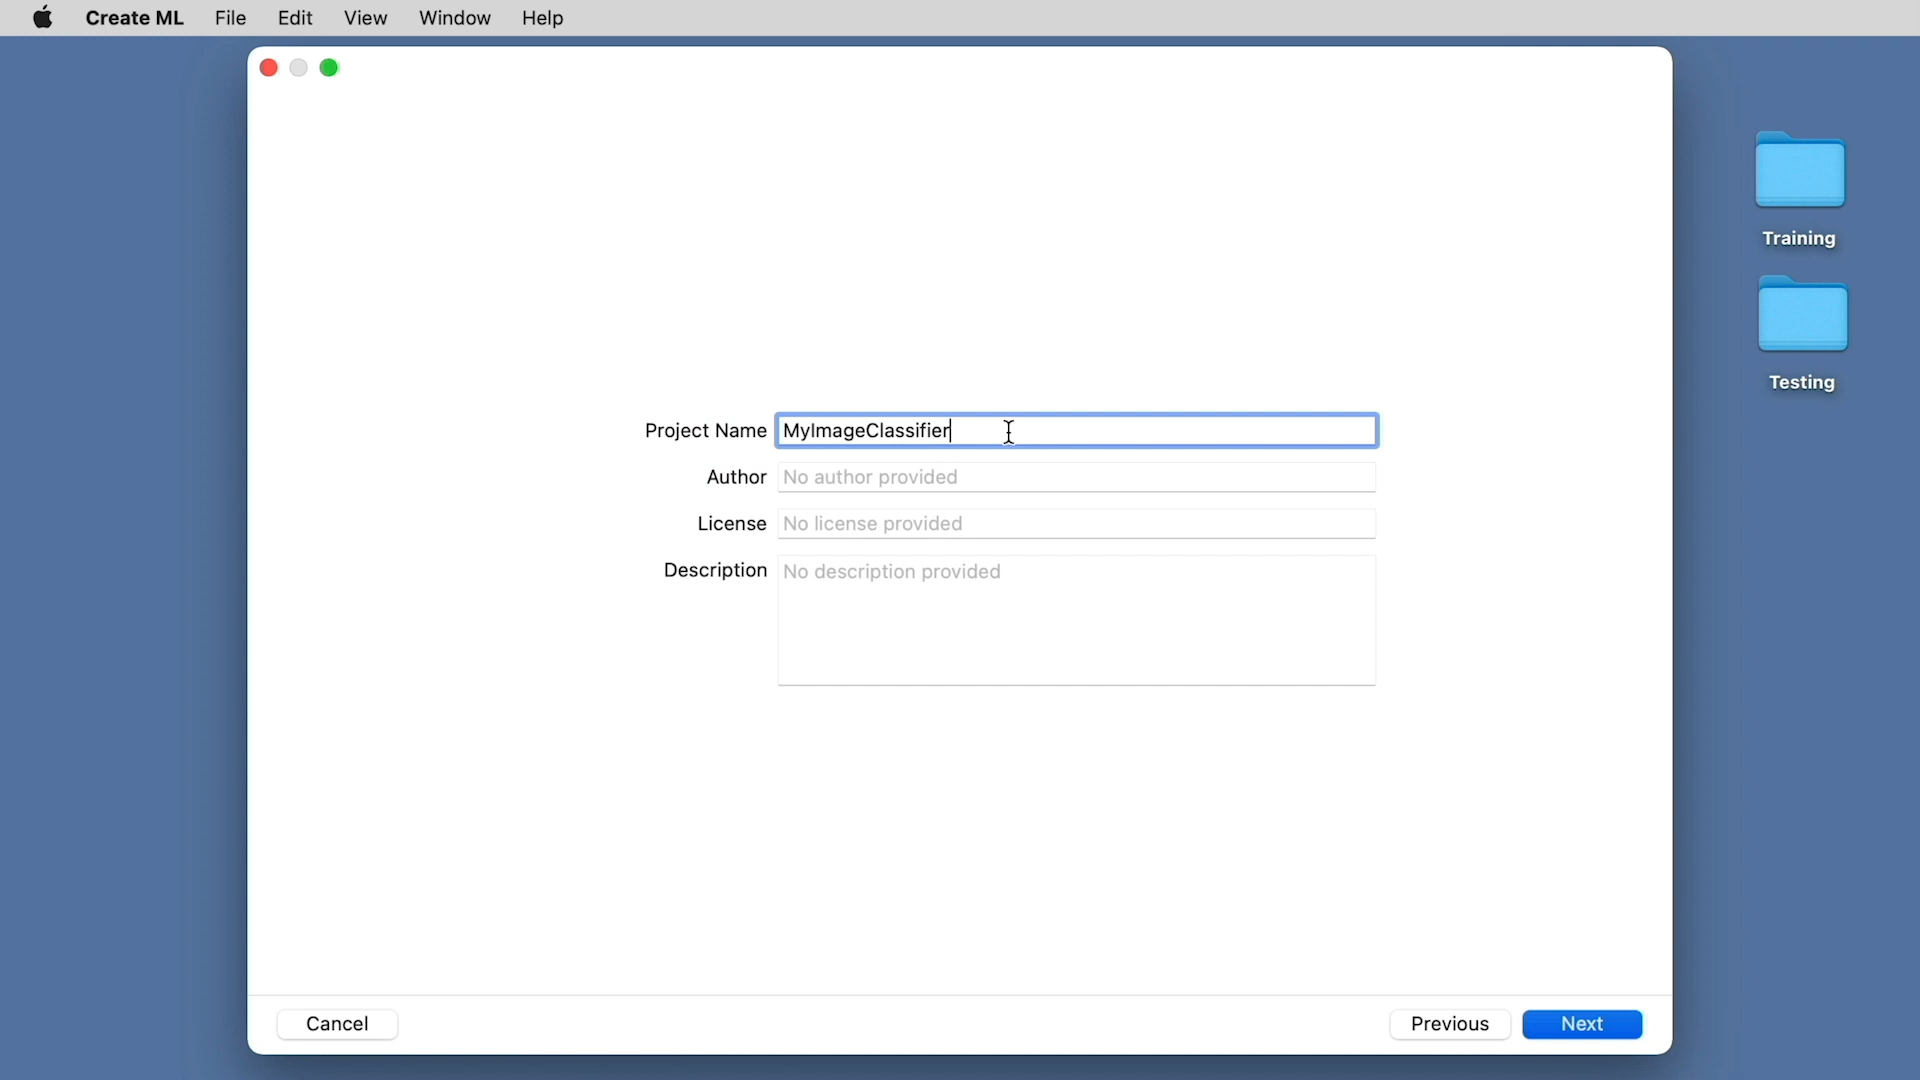 Create ML File Edit View Window Help
Training
Testing
Project Name MyImageClassifier
Author No author provided
License No license provided
Description No description provided
Cancel Previous Next